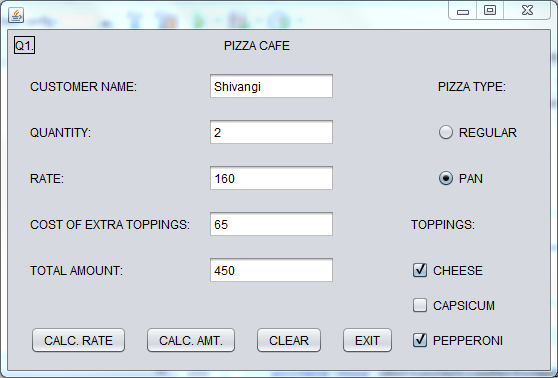 Q1.
PIZZA CAFE
CUSTOMER NAME: Shivangi PIZZA TYPE:
QUANTITY: 2 REGULAR
RATE: 160 PAN
COST OF EXTRA TOPPINGS: 65 TOPPINGS:
TOTAL AMOUNT: 450 CHEESE
CAPSICUM
CALC. RATE CALC. AMT. CLEAR EXIT PEPPERONI